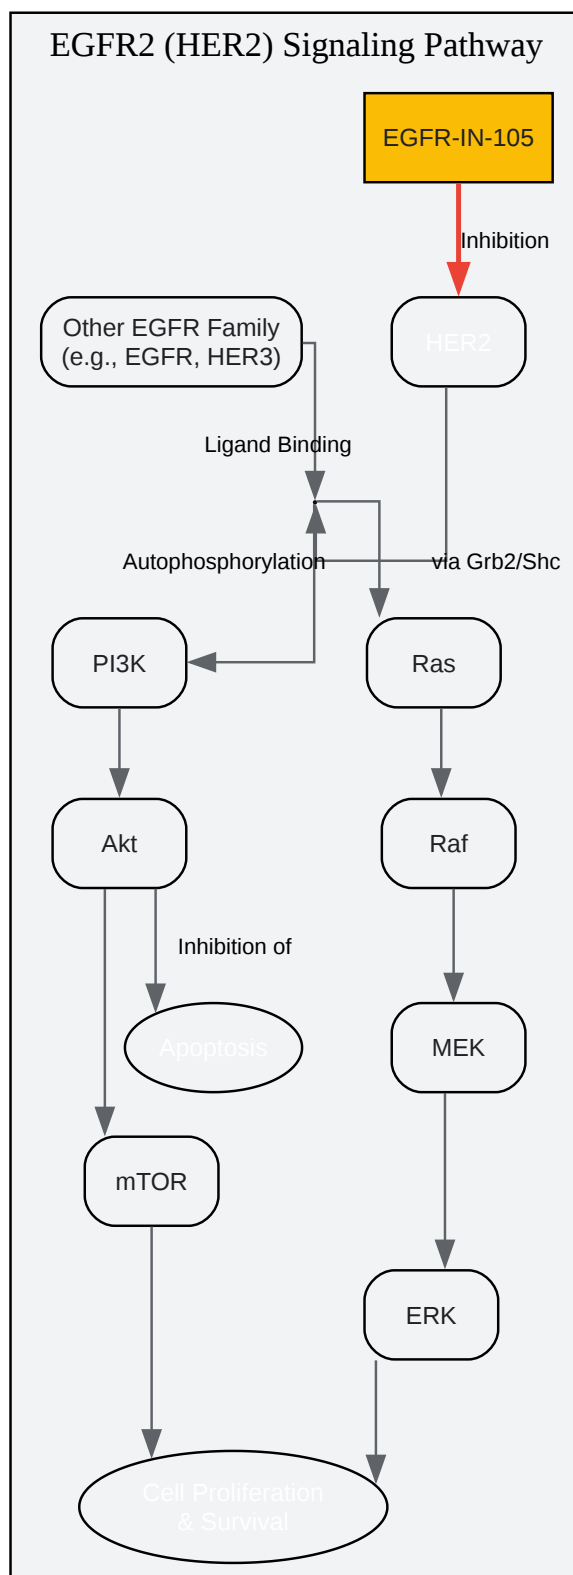 EGFR2 (HER2) Signaling Pathway
EGFR-IN-105
Inhibition
Other EGFR Family
(e.g., EGFR, HER3)
HER2
Ligand Binding
Autophosphorylation
via Grb2/Shc
PI3K
Ras
Akt
Raf
Inhibition of
Apoptosis
MEK
mTOR
ERK
Cell Proliferation
& Survival